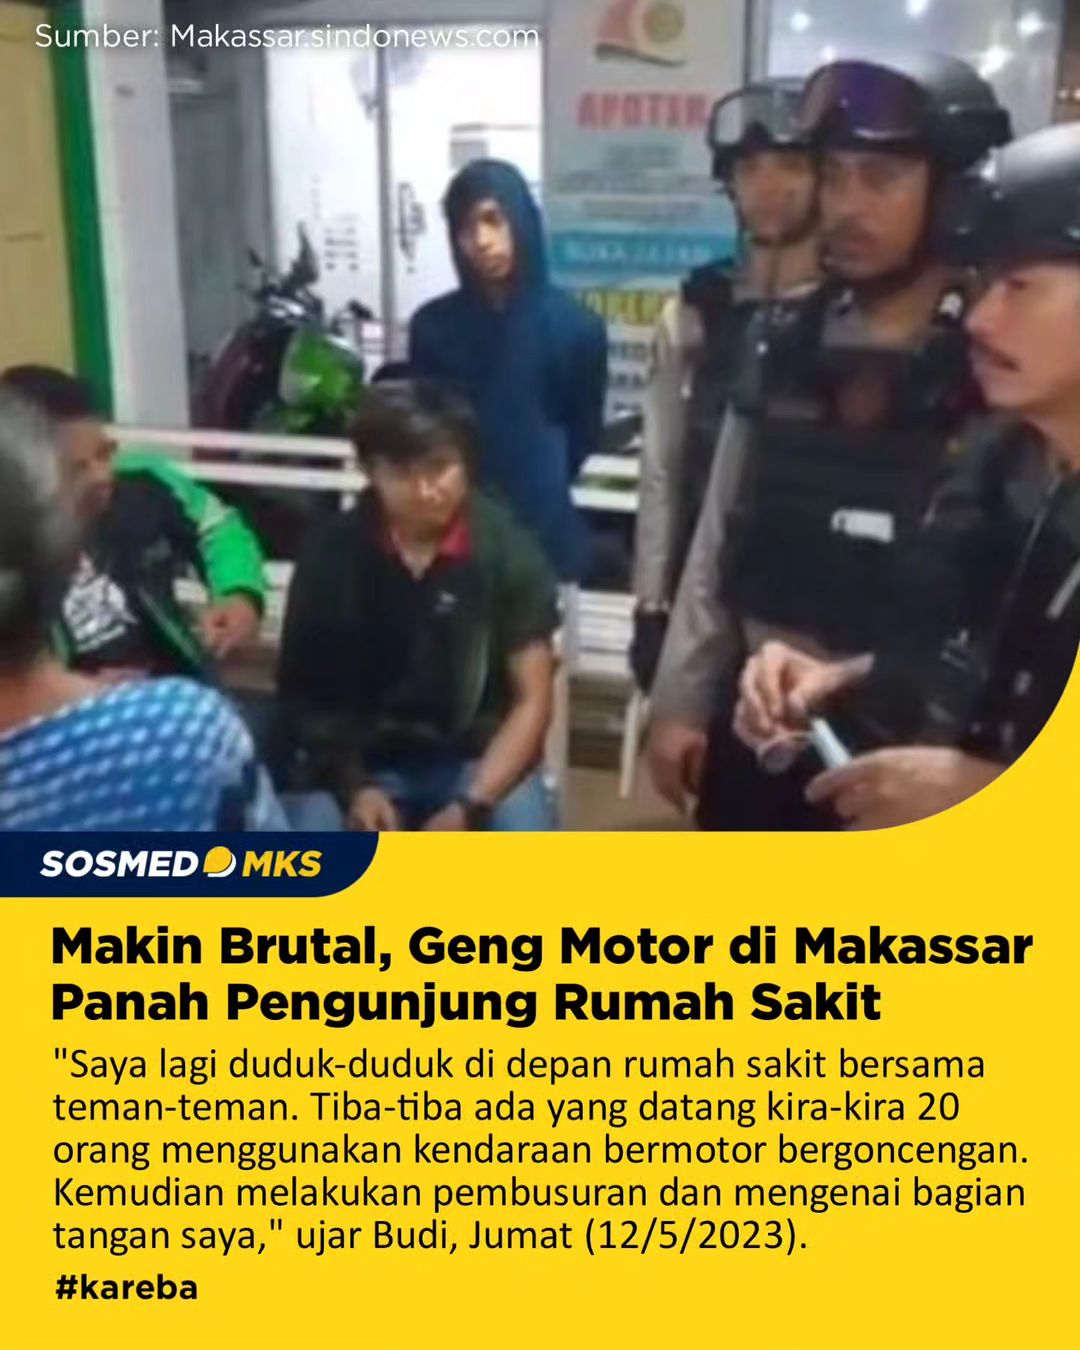 Sumber: Makassar.sindonews.com
APOTEK
SOSMED MKS
Makin Brutal, Geng Motor di Makassar
Panah Pengunjung Rumah Sakit
"Saya lagi duduk-duduk di depan rumah sakit bersama
teman-teman. Tiba-tiba ada yang datang kira-kira 20
orang menggunakan kendaraan bermotor bergoncengan.
Kemudian melakukan pembusuran dan mengenai bagian
tangan saya," ujar Budi, Jumat (12/5/2023).
#kareba